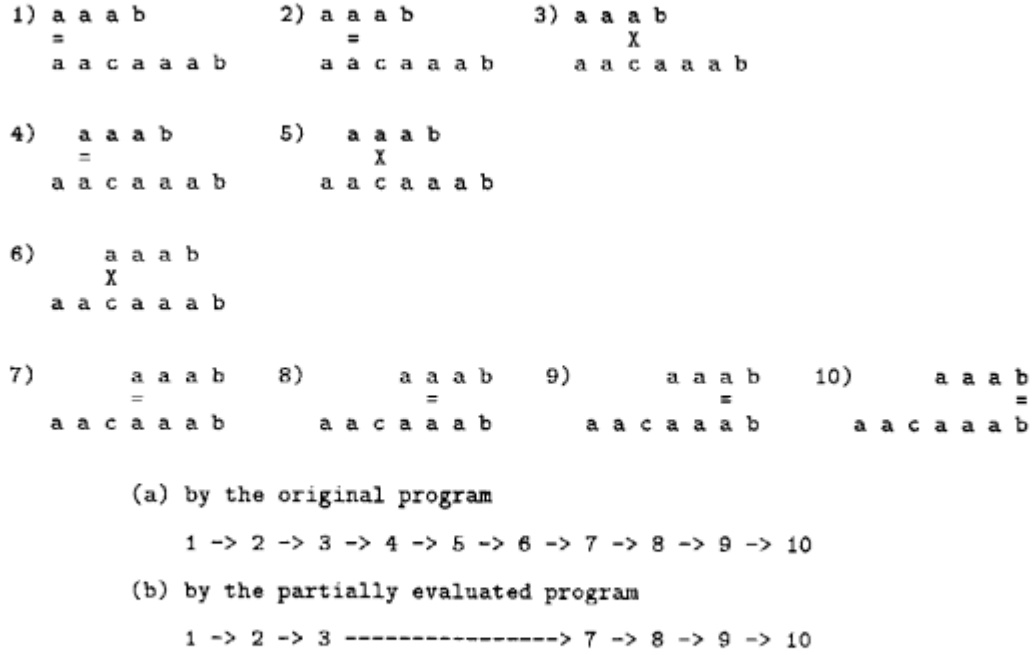 1) a a a b 2) a a a b 3) a a a b
= = X
a a c a a a b a a c a a a b a a c a a a b
4) a a a b 5) a a a b
= X
a a c a a a b a a c a a a b
6) a a a b
X
a a c a a a b
7) a a a b 8) a a a b 9) a a a b 10) a a a b
= = = =
a a c a a a b a a c a a a b a a c a a a b a a c a a a b
(a) by the original program
1 -> 2 -> 3 -> 4 -> 5 -> 6 -> 7 -> 8 -> 9 -> 10
(b) by the partially evaluated program
1 -> 2 -> 3 ----------------> 7 -> 8 -> 9 -> 10